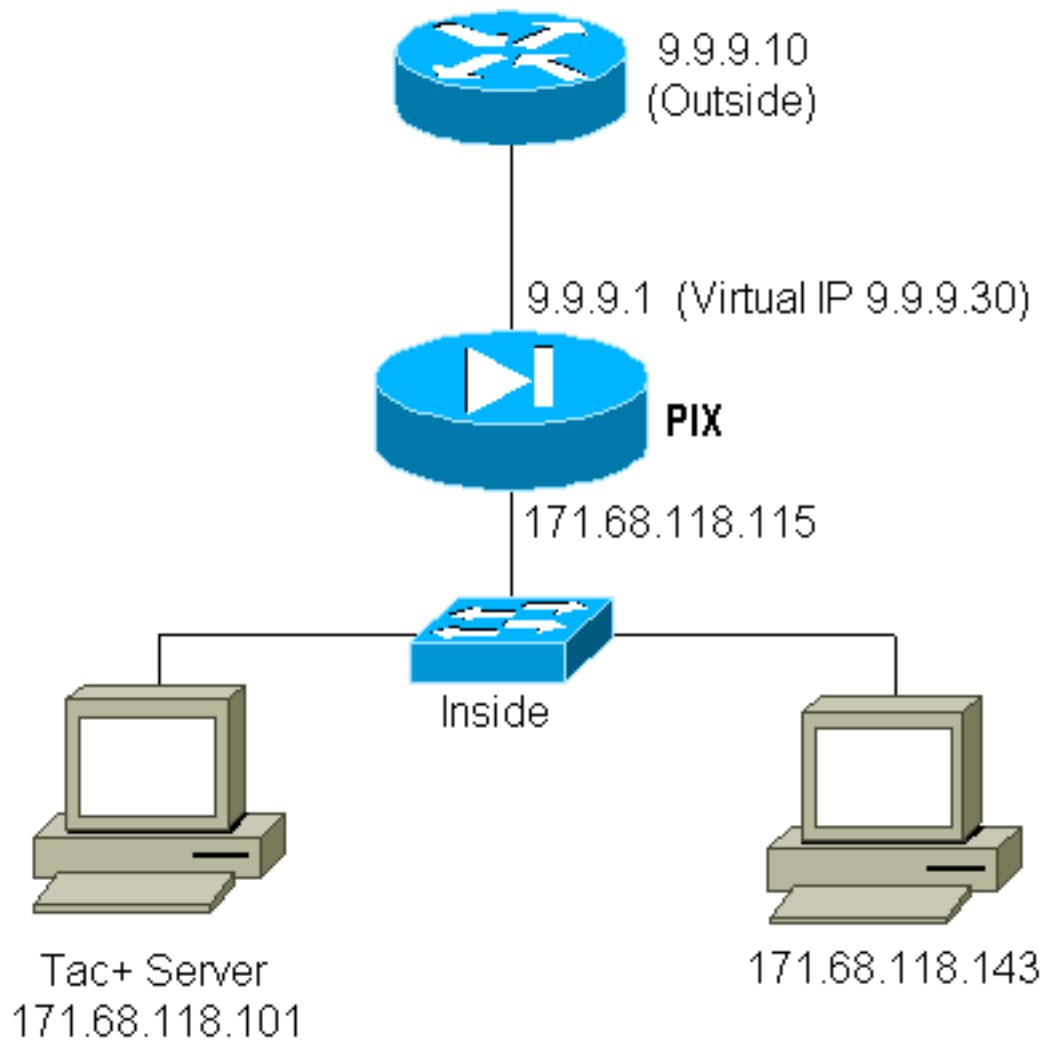 9.9.9.10
(Outside)
9.9.9.1 (Virtual IP 9.9.9.30)
PIX
171.68.118.115
Inside
Tac+ Server
171.68.118.101
171.68.118.143